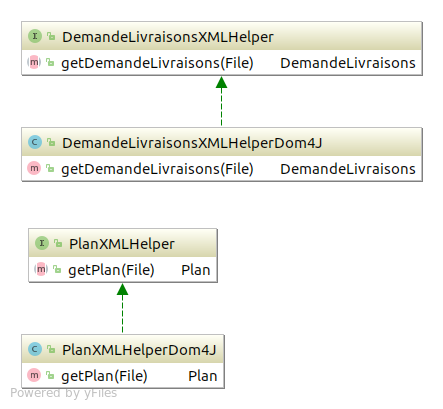 I DemandeLivraisonsXMLHelper
m getDemandeLivraisons(File) DemandeLivraisons
C DemandeLivraisonsXMLHelperDom4J
m getDemandeLivraisons(File) DemandeLivraisons
I PlanXMLHelper
m getPlan(File) Plan
C PlanXMLHelperDom4J
m getPlan(File) Plan
Powered by yFiles